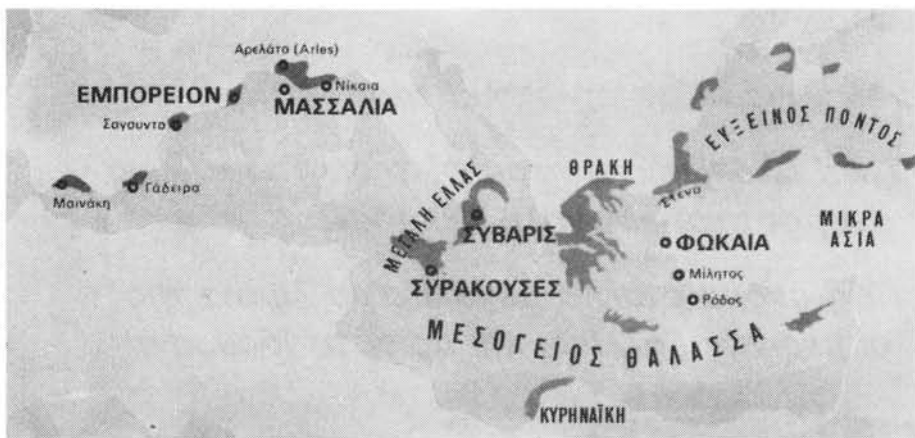 Αρελάτο (Arles)
Νίκαια
ΕΜΠΟΡΕΙΟΝ
ΜΑΣΣΑΛΙΑ
Σαγουντο
Μαινάκη
Γάδειρα
ΜΕΓΑΛΗ ΕΛΛΑΣ
ΣΥΒΑΡΙΣ
ΣΥΡΑΚΟΥΣΕΣ
ΘΡΑΚΗ
Στενα
ΕΥΞΕΙΝΟΣ ΠΟΝΤΟΣ
ΜΙΚΡΑ
ΑΣΙΑ
ΦΩΚΑΙΑ
Μίλητος
Ρόδος
ΜΕΣΟΓΕΙΟΣ ΘΑΛΑΣΣΑ
ΚΥΡΗΝΑΪΚΗ